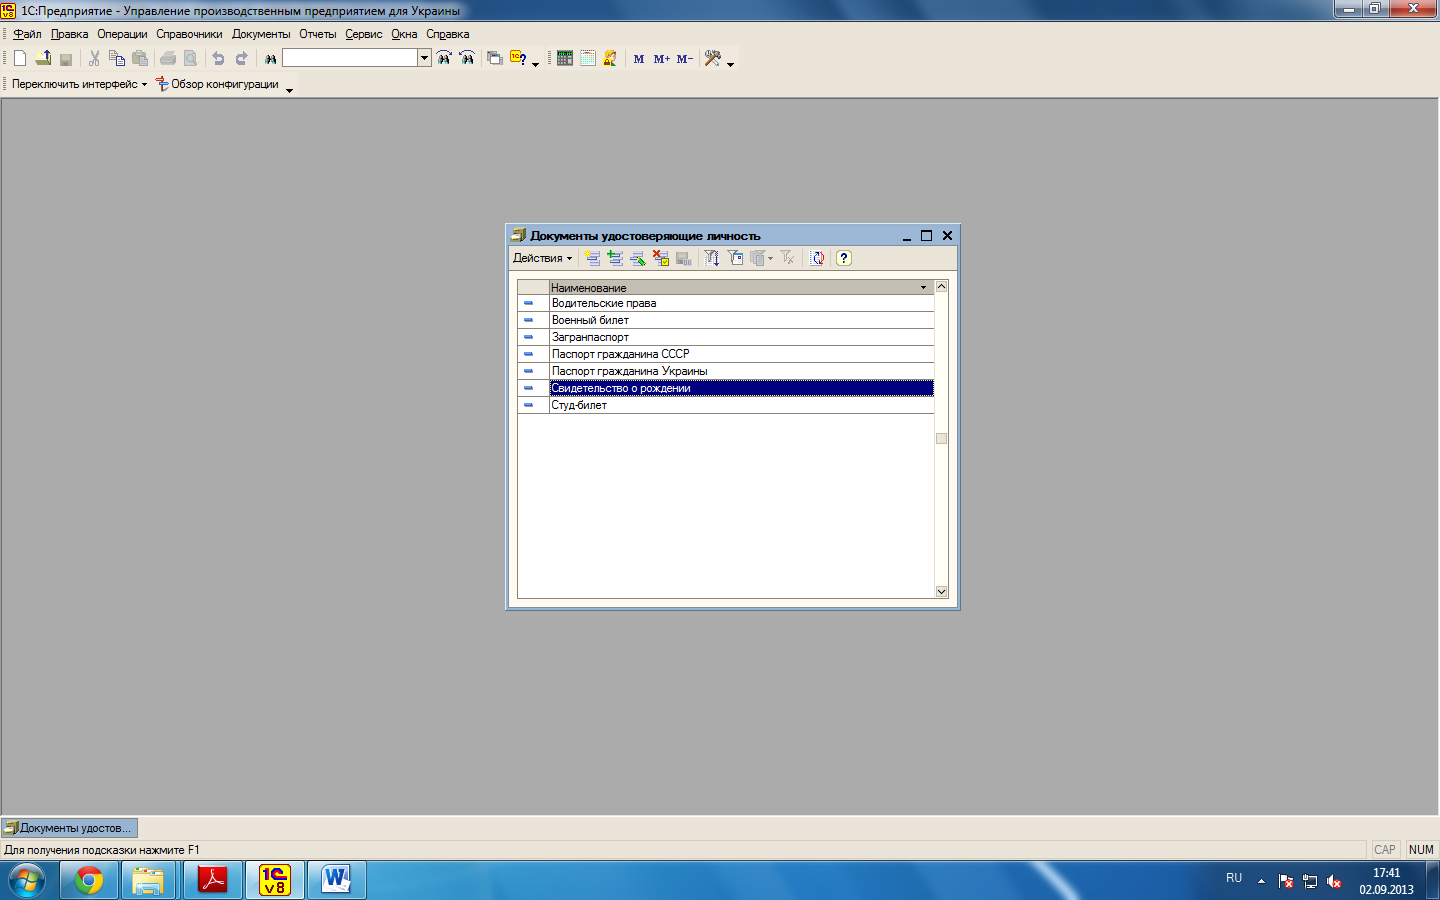 1С:Предприятие - Управление производственным предприятием для Украины
Файл Правка Операции Справочники Документы Отчеты Сервис Окна Справка
M M+ M-
Переключить интерфейс Обзор конфигурации
Документы удостоверяющие личность
Действия
Наименование
Водительские права
Военный билет
Загранпаспорт
Паспорт гражданина СССР
Паспорт гражданина Украины
Свидетельство о рождении
Студ-билет
Документы удостов...
Для получения подсказки нажмите F1
CAP NUM
1С v8
W
RU
17:41
02.09.2013